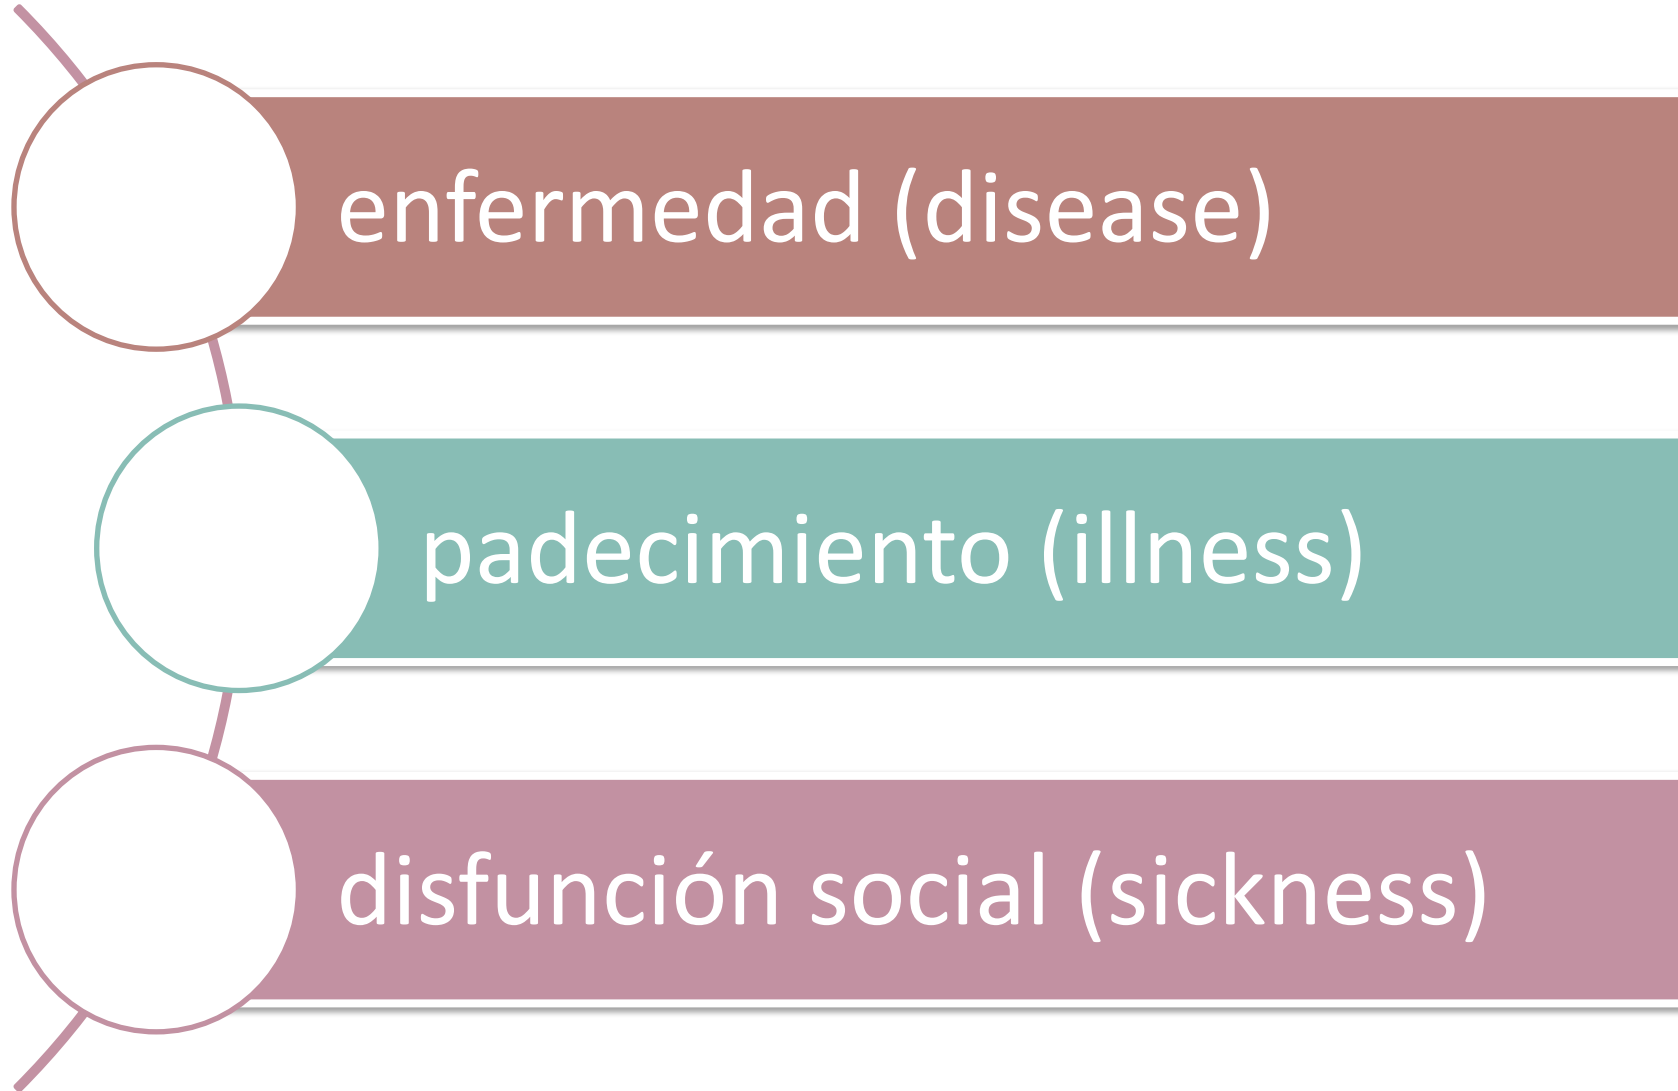 enfermedad (disease)
padecimiento (illness)
disfunción social (sickness)